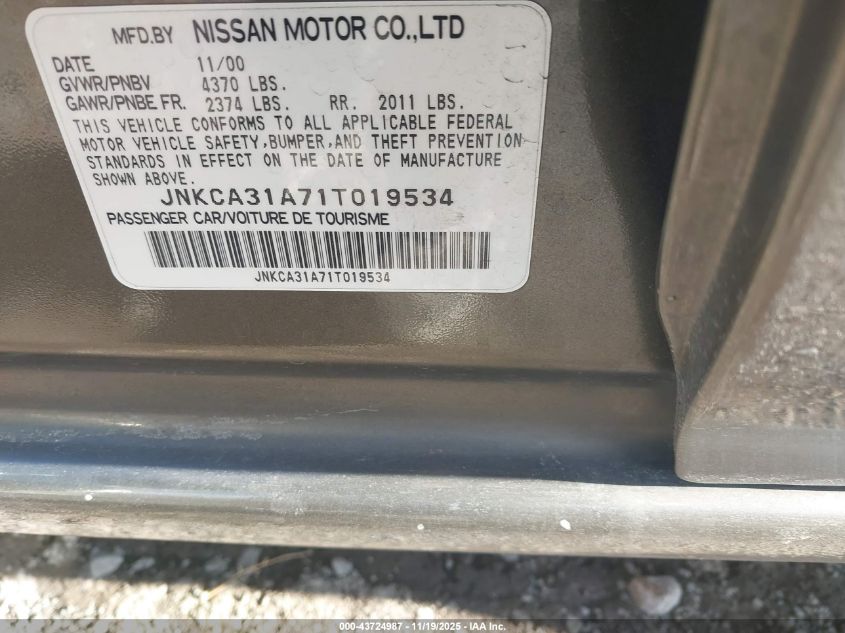 MFD.BY NISSAN MOTOR CO.,LTD
DATE 11/00
GVWR/PNBV 4370 LBS.
GAWR/PNBE FR. 2374 LBS. RR. 2011 LBS.
THIS VEHICLE CONFORMS TO ALL APPLICABLE FEDERAL
MOTOR VEHICLE SAFETY,BUMPER,AND THEFT PREVENTION
STANDARDS IN EFFECT ON THE DATE OF MANUFACTURE
SHOWN ABOVE.
JNKCA31A71T019534
PASSENGER CAR/VOITURE DE TOURISME
JNKCA31A71T019534
000-43724987 - 11/19/2025 - IAA Inc.